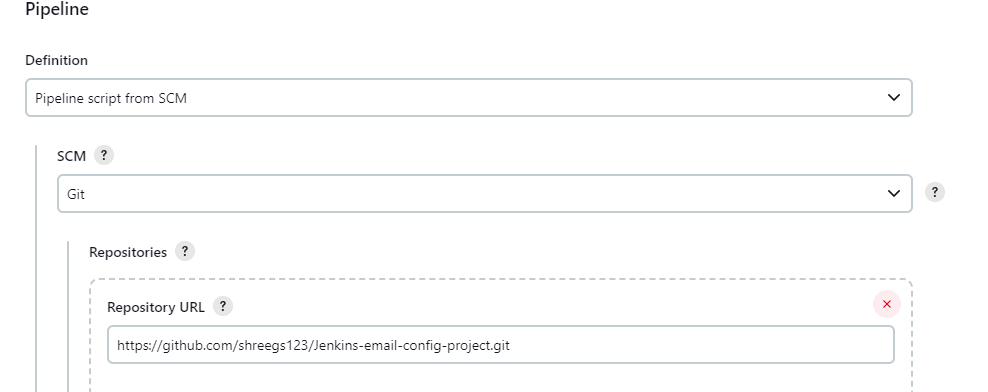 Pipeline
Definition
Pipeline script from SCM
SCM ?
Git
?
Repositories ?
Repository URL ?
https://github.com/shreegs123/Jenkins-email-config-project.git